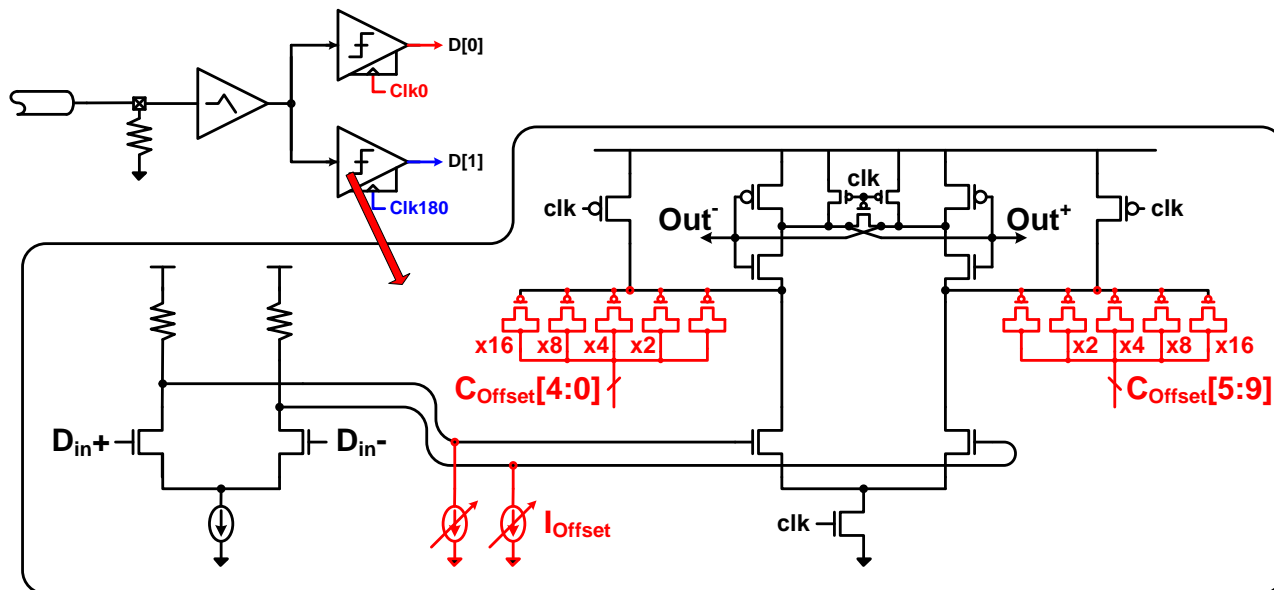 D[0]
Clk0
D[1]
Clk180
clk
clk
clk
Out-
Out+
x16
x8
x4
x2
x2
x4
x8
x16
COffset[4:0]
COffset[5:9]
Din+
Din-
IOffset
clk